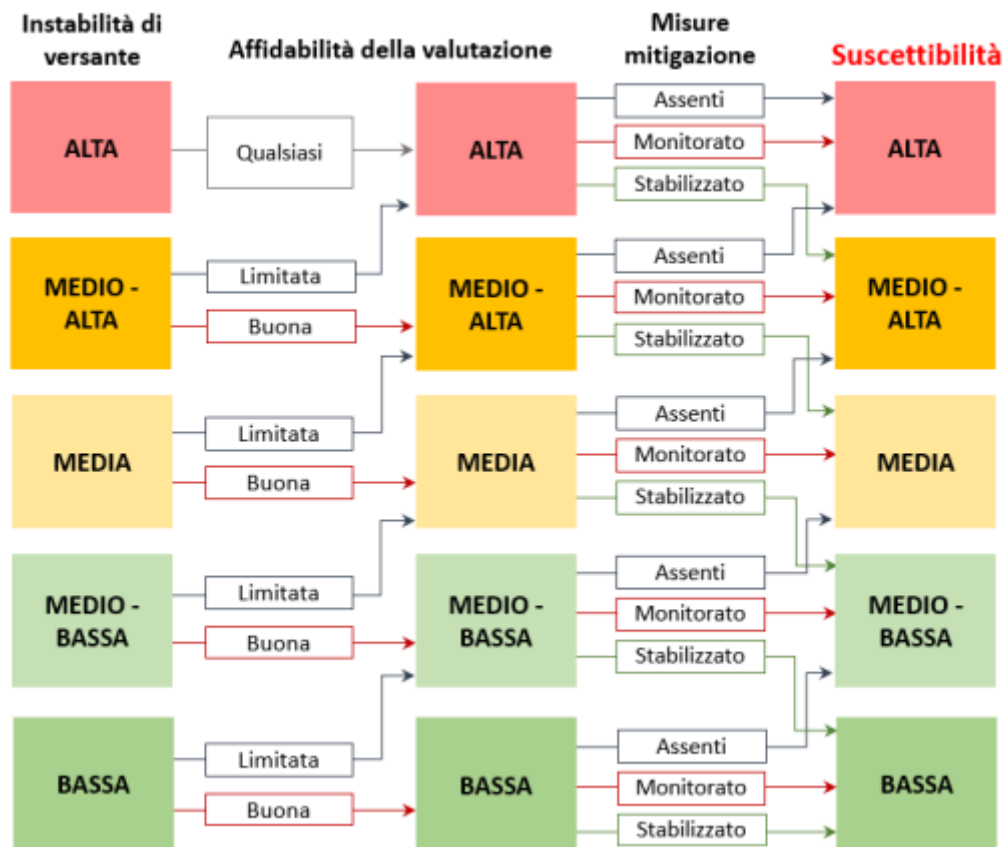 Instabilità di
versante
Affidabilità della valutazione
Misure
mitigazione
Suscettibilità
ALTA
Qualsiasi
ALTA
Assenti
Monitorato
Stabilizzato
ALTA
MEDIO -
ALTA
Limitata
Buona
MEDIO -
ALTA
Assenti
Monitorato
Stabilizzato
MEDIO -
ALTA
MEDIA
Limitata
Buona
MEDIA
Assenti
Monitorato
Stabilizzato
MEDIA
MEDIO -
BASSA
Limitata
Buona
MEDIO -
BASSA
Assenti
Monitorato
Stabilizzato
MEDIO -
BASSA
BASSA
Limitata
Buona
BASSA
Assenti
Monitorato
Stabilizzato
BASSA